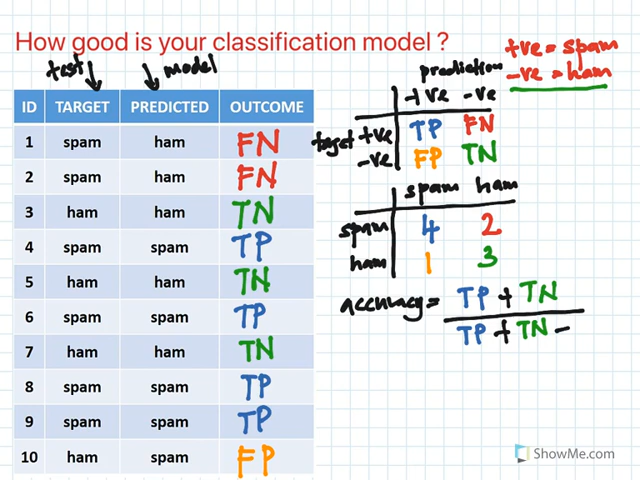 How good is your classification model ?
test model
ID TARGET PREDICTED OUTCOME
1 spam ham FN
2 spam ham FN
3 ham ham TN
4 spam spam TP
5 ham ham TN
6 spam spam TP
7 ham ham TN
8 spam spam TP
9 spam spam TP
10 ham spam FP
+ve = spam
-ve = ham
prediction
+ve -ve
target +ve TP FN
-ve FP TN
spam ham
spam 4 2
ham 1 3
accuracy = TP + TN
TP + TN -
ShowMe.com